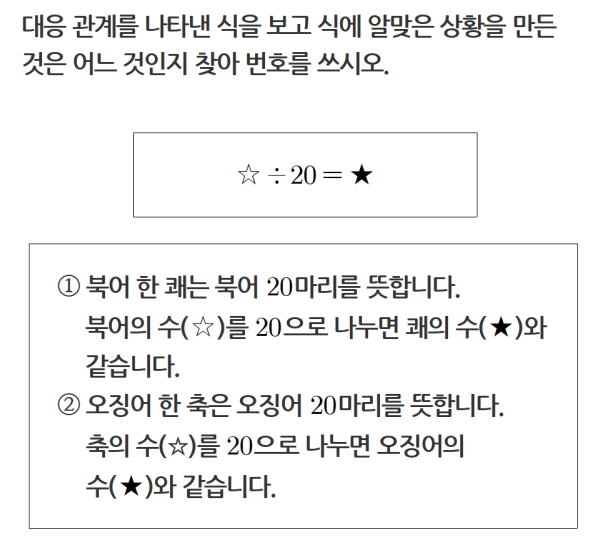 대응 관계를 나타낸 식을 보고 식에 알맞은 상황을 만든
것은 어느 것인지 찾아 번호를 쓰시오.
☆ ÷ 20 = ★
① 북어 한 쾌는 북어 20마리를 뜻합니다.
북어의 수(☆)를 20으로 나누면 쾌의 수(★)와
같습니다.
② 오징어 한 축은 오징어 20마리를 뜻합니다.
축의 수(☆)를 20으로 나누면 오징어의
수(★)와 같습니다.